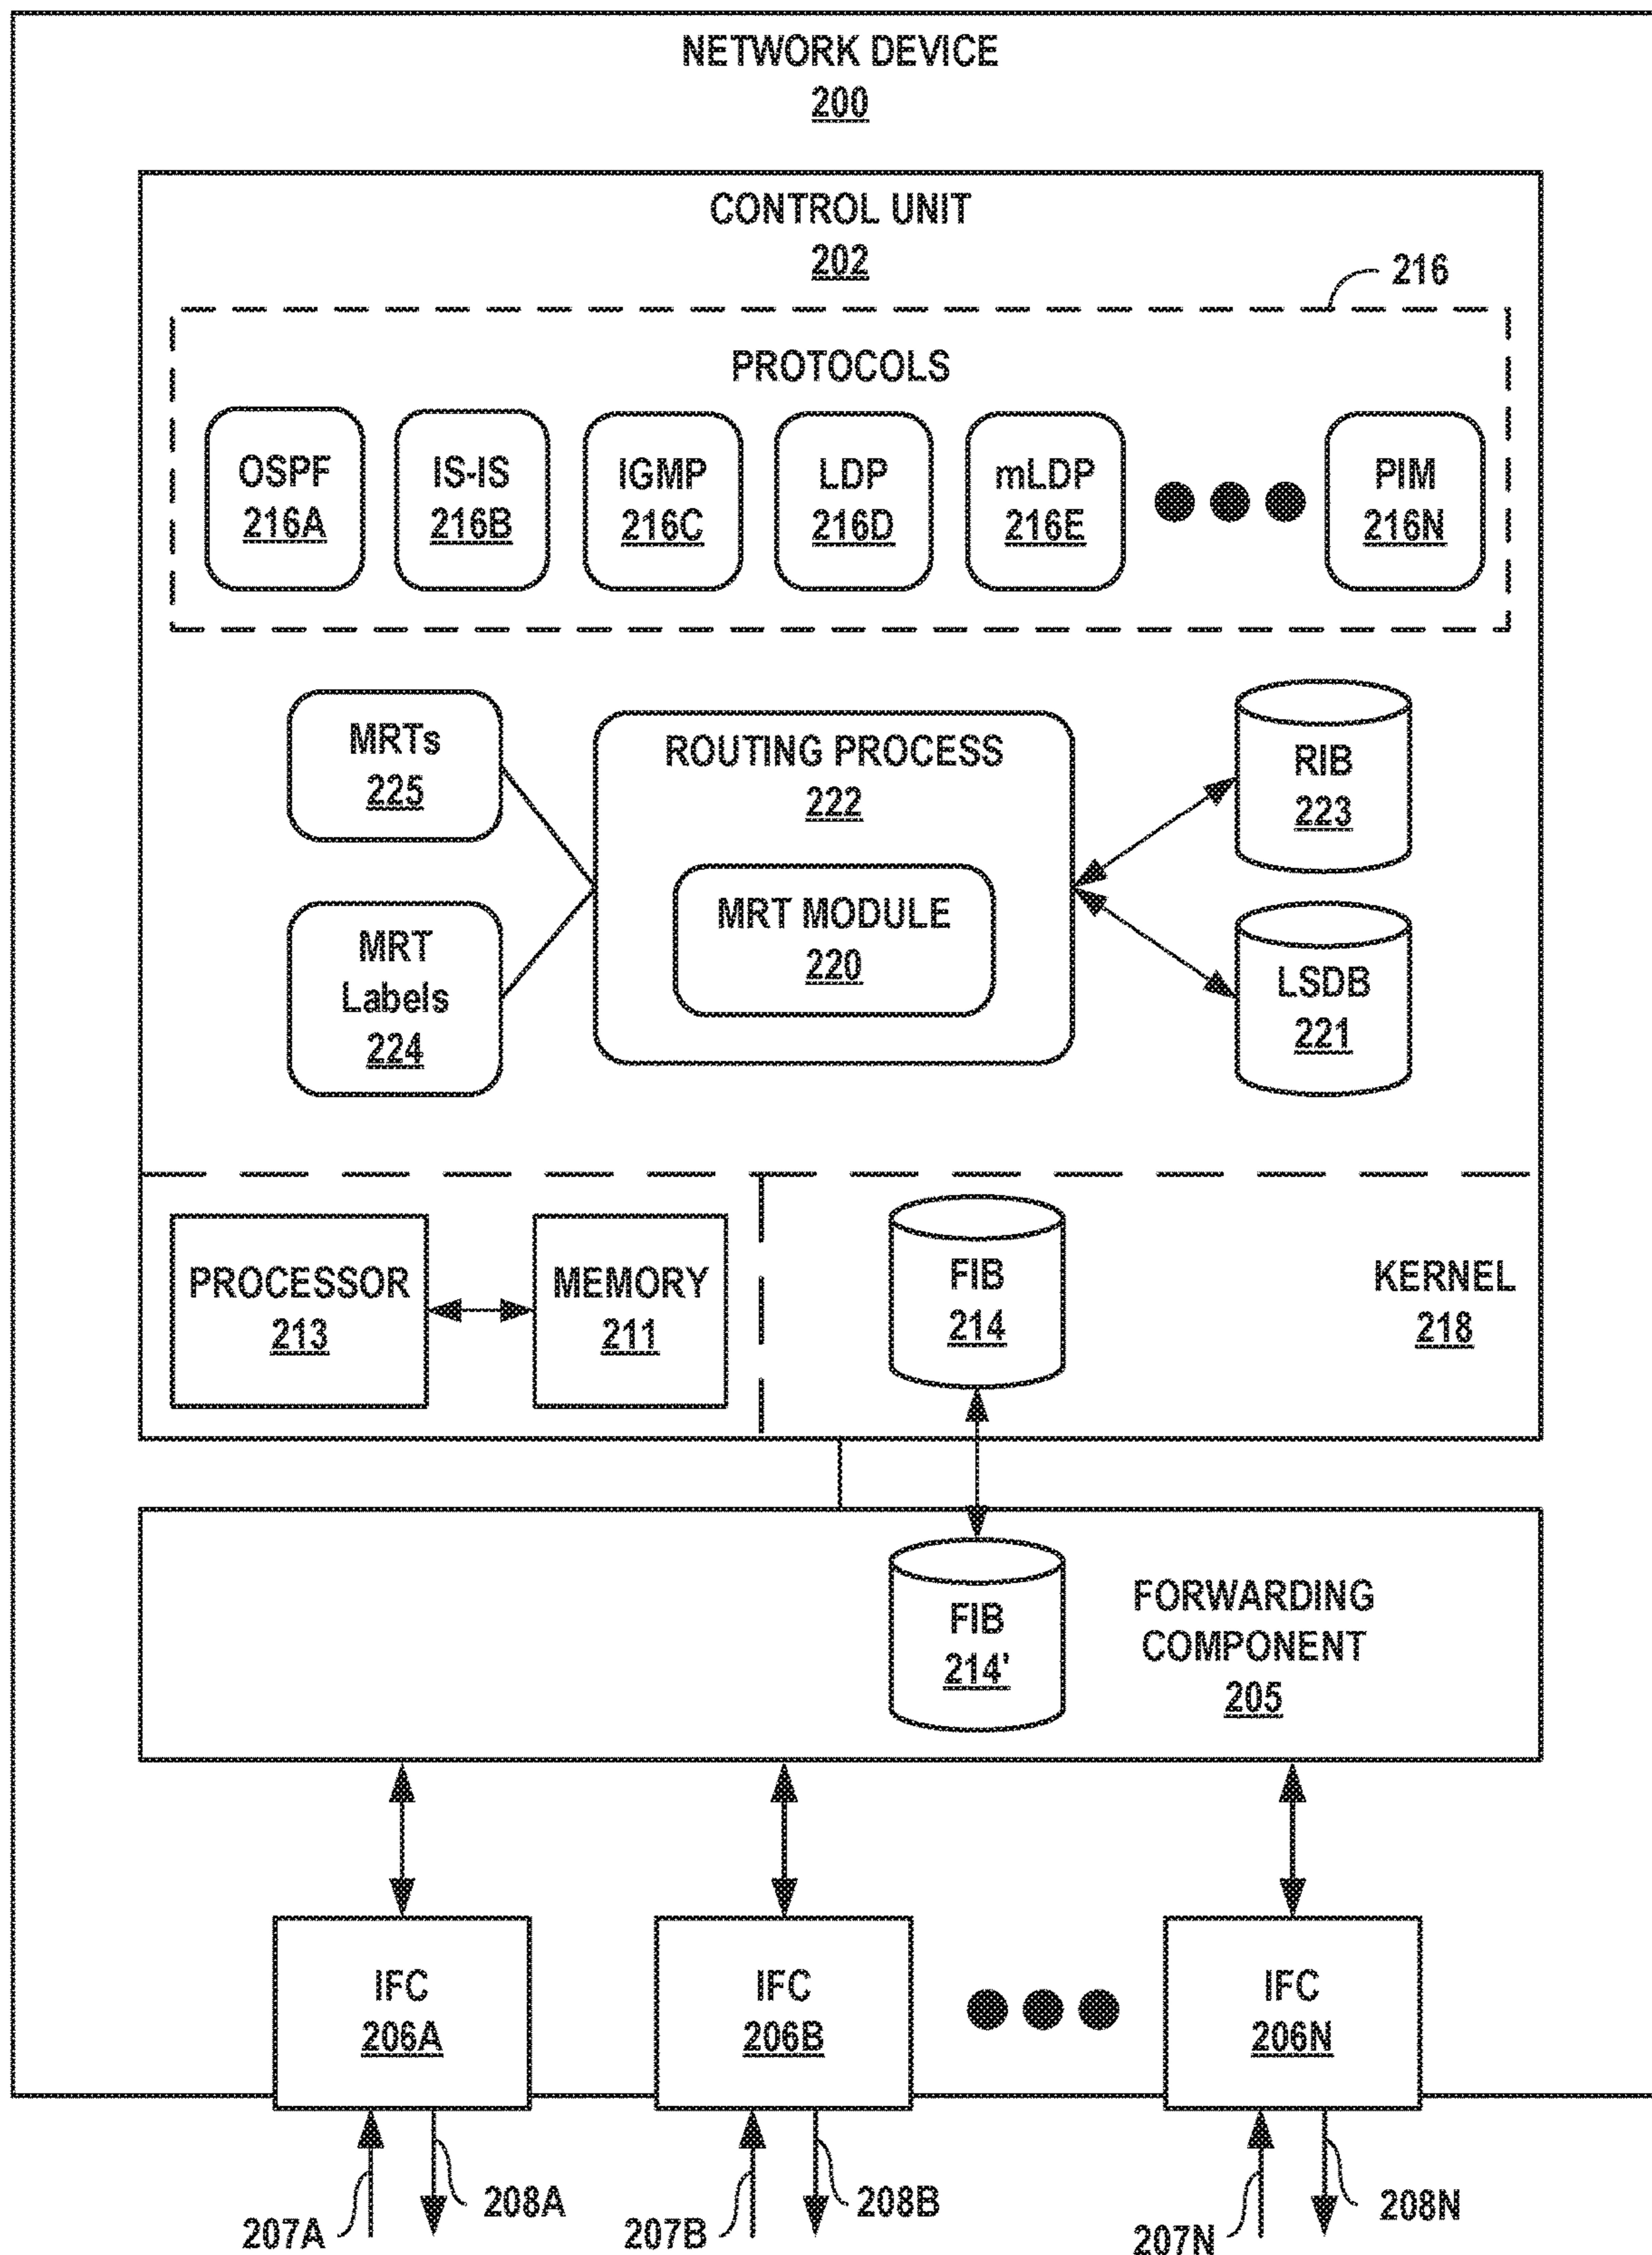 NETWORK DEVICE
200
CONTROL UNIT
202
216
PROTOCOLS
OSPF
216A
IS-IS
216B
IGMP
216C
LDP
216D
mLDP
216E
PIM
216N
MRTs
225
ROUTING PROCESS
222
RIB
223
MRT MODULE
220
MRT
Labels
224
LSDB
221
PROCESSOR
213
MEMORY
211
FIB
214
KERNEL
218
FIB
214'
FORWARDING
COMPONENT
205
IFC
206A
IFC
206B
IFC
206N
207A
208A
207B
208B
207N
208N